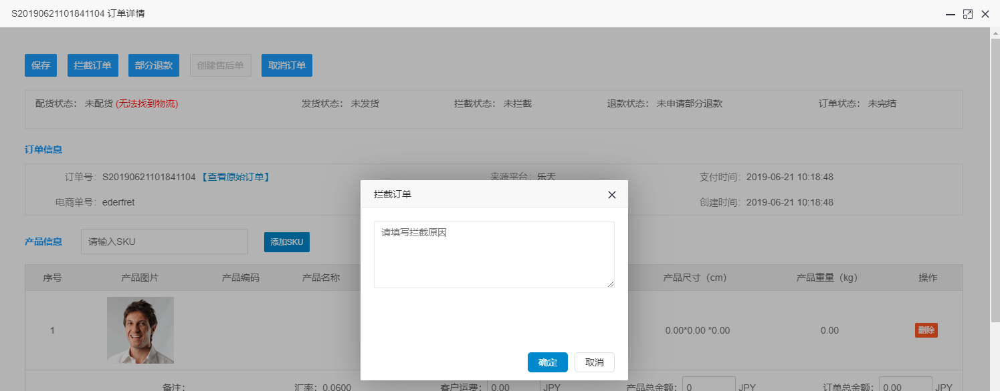 S20190621101841104 订单详情
保存 拦截订单 部分退款 创建售后单 取消订单
配货状态: 未配货 (无法找到物流) 发货状态: 未发货 拦截状态: 未拦截 退款状态: 未申请部分退款 订单状态: 未完结
订单信息
订单号: S20190621101841104 【查看原始订单】 来源平台: 乐天 支付时间: 2019-06-21 10:18:48
电商单号: ederfret 创建时间: 2019-06-21 10:18:48
拦截订单
请填写拦截原因
确定 取消
产品信息 请输入SKU 添加SKU
序号 产品图片 产品编码 产品名称 产品尺寸（cm） 产品重量（kg） 操作
1 0.00*0.00 *0.00 0.00 删除
备注: 汇率: 0.0600 客户运费: 0.00 JPY 产品总金额: 0 JPY 订单总金额: 0.00 JPY